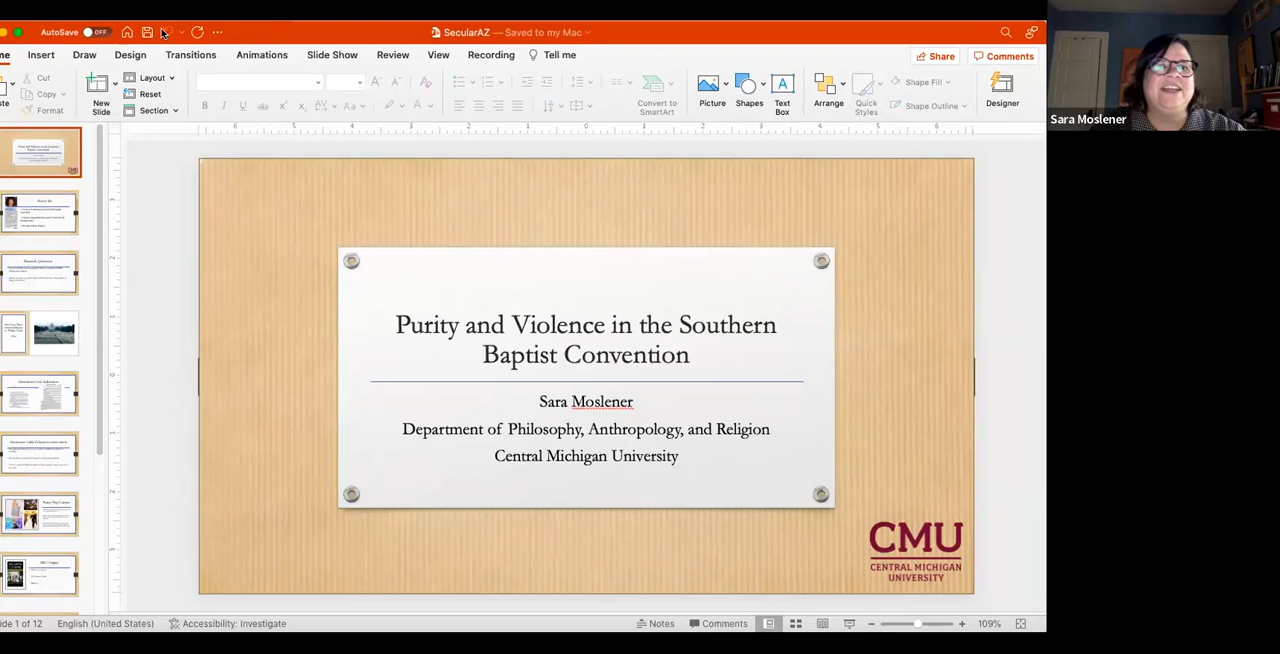 AutoSave OFF
SecularAZ — Saved to my Mac
Insert Draw Design Transitions Animations Slide Show Review View Recording Tell me
Share Comments
Cut
Copy
Format
New
Slide
Layout
Reset
Section
Convert to
SmartArt
Picture
Shapes
Text
Box
Arrange
Quick
Styles
Shape Fill
Shape Outline
Designer
Sara Moslener
Purity and Violence in the Southern
Baptist Convention
Sara Moslener
Department of Philosophy, Anthropology, and Religion
Central Michigan University
CMU
CENTRAL MICHIGAN
UNIVERSITY
1 of 12 English (United States) Accessibility: Investigate Notes Comments 109%